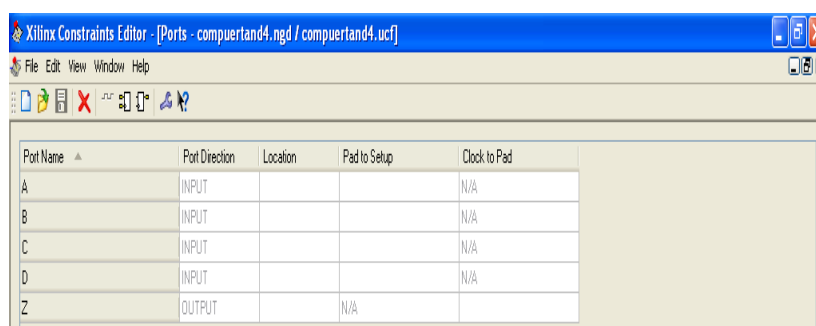 Xilinx Constraints Editor - [Ports - compuertand4.ngd / compuertand4.ucf]
File Edit View Window Help
Port Name Port Direction Location Pad to Setup Clock to Pad
A INPUT N/A
B INPUT N/A
C INPUT N/A
D INPUT N/A
Z OUTPUT N/A